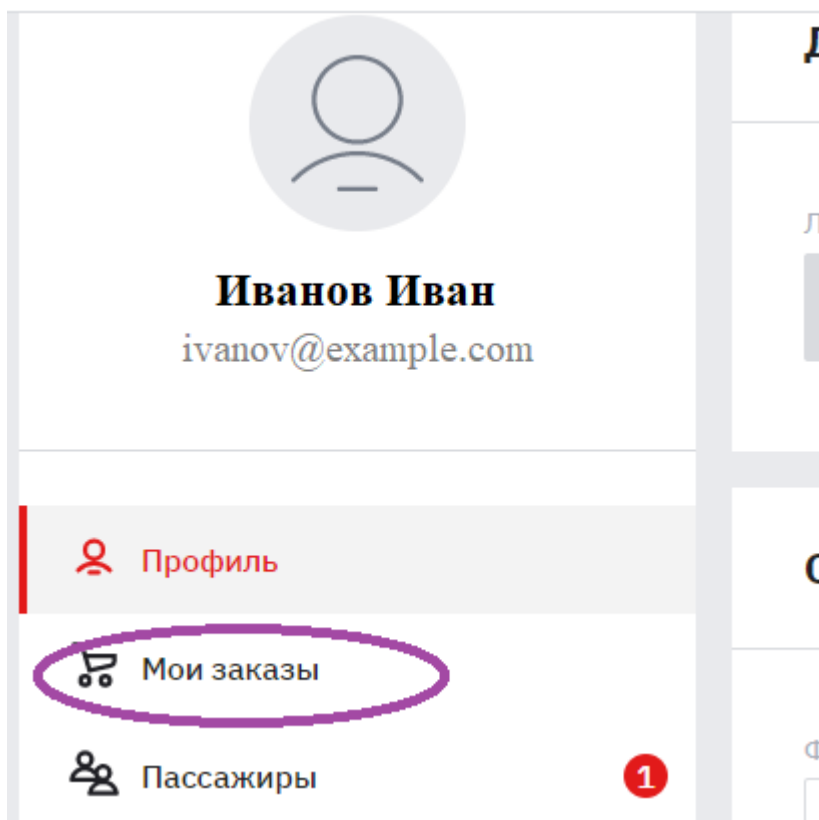 Иванов Иван
ivanov@example.com
Профиль
Мои заказы
Пассажиры 1